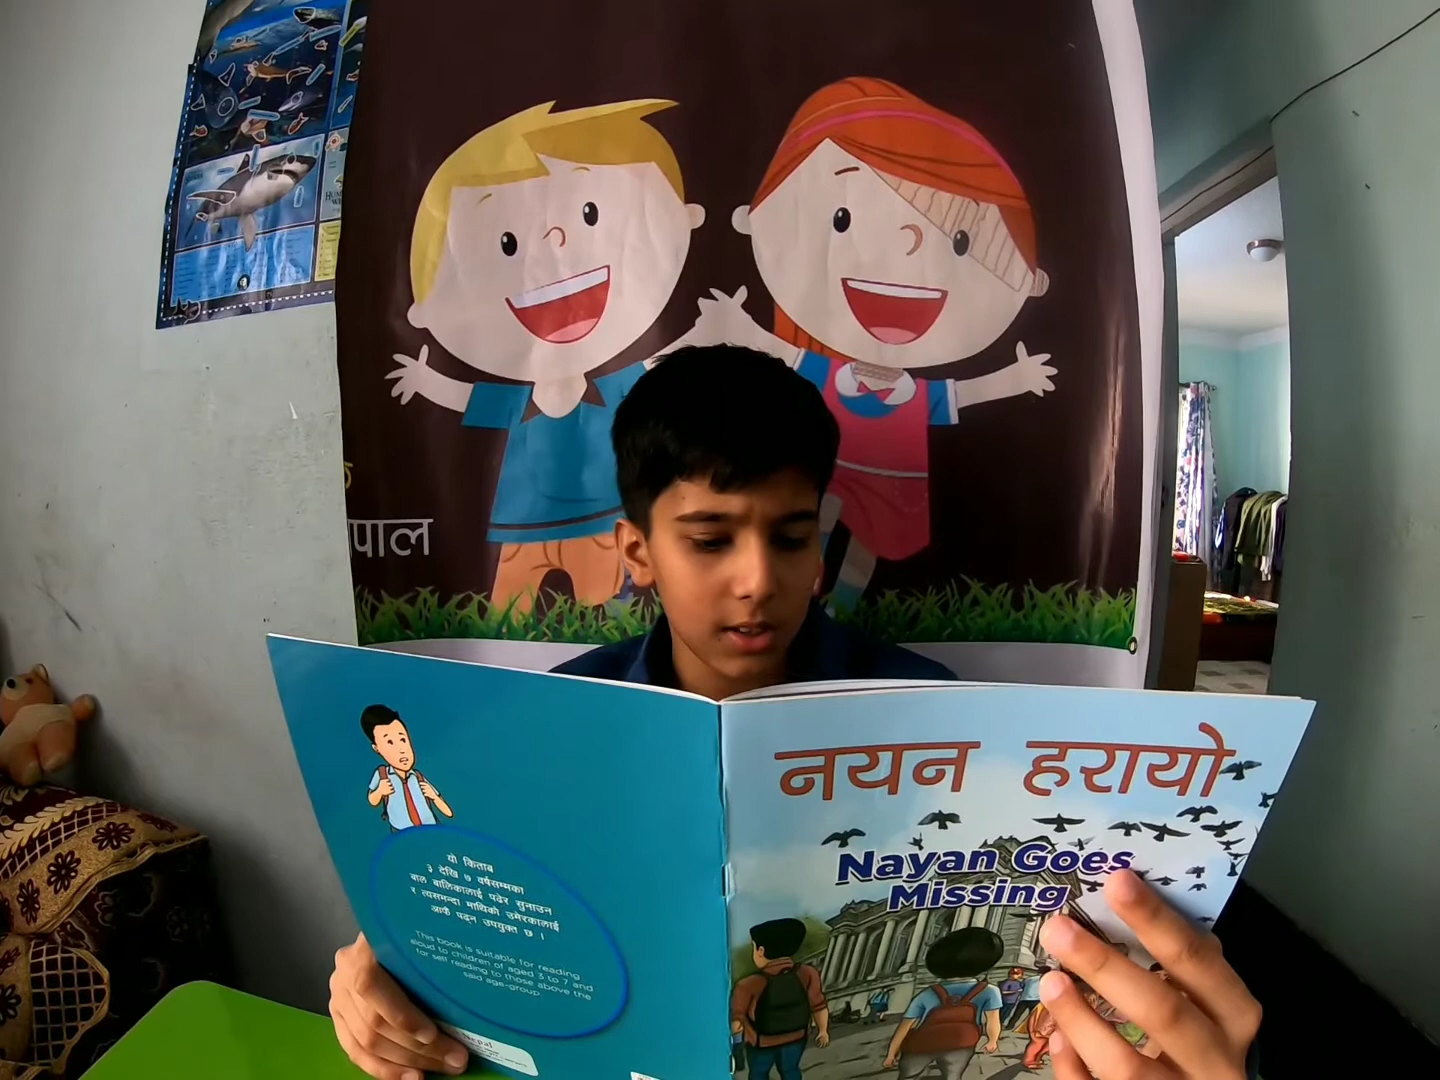 पाल
यो किताब
३ देखि ७ वर्षसम्मका
बाल बालिकालाई पढेर सुनाउन
र त्यसभन्दा माथिको उमेरकालाई
आफै पढ्न उपयुक्त छ ।
This book is suitable for reading
aloud to children of aged 3 to 7 and
for self reading to those above the
said age-group
Nepal
नयन हरायो
Nayan Goes
Missing